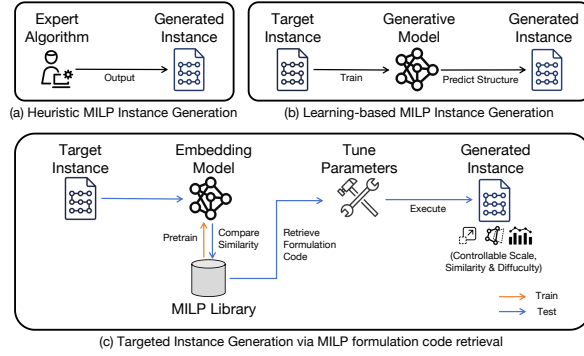 Expert
Algorithm
Generated
Instance
Output
(a) Heuristic MILP Instance Generation
Target
Instance
Generative
Model
Generated
Instance
Train
Predict Structure
(b) Learning-based MILP Instance Generation
Target
Instance
Embedding
Model
Tune
Parameters
Generated
Instance
Pretrain
Compare
Similarity
Retrieve
Formulation
Code
Execute
MILP Library
(Controllable Scale,
Similarity & Diffuculty)
Train
Test
(c) Targeted Instance Generation via MILP formulation code retrieval